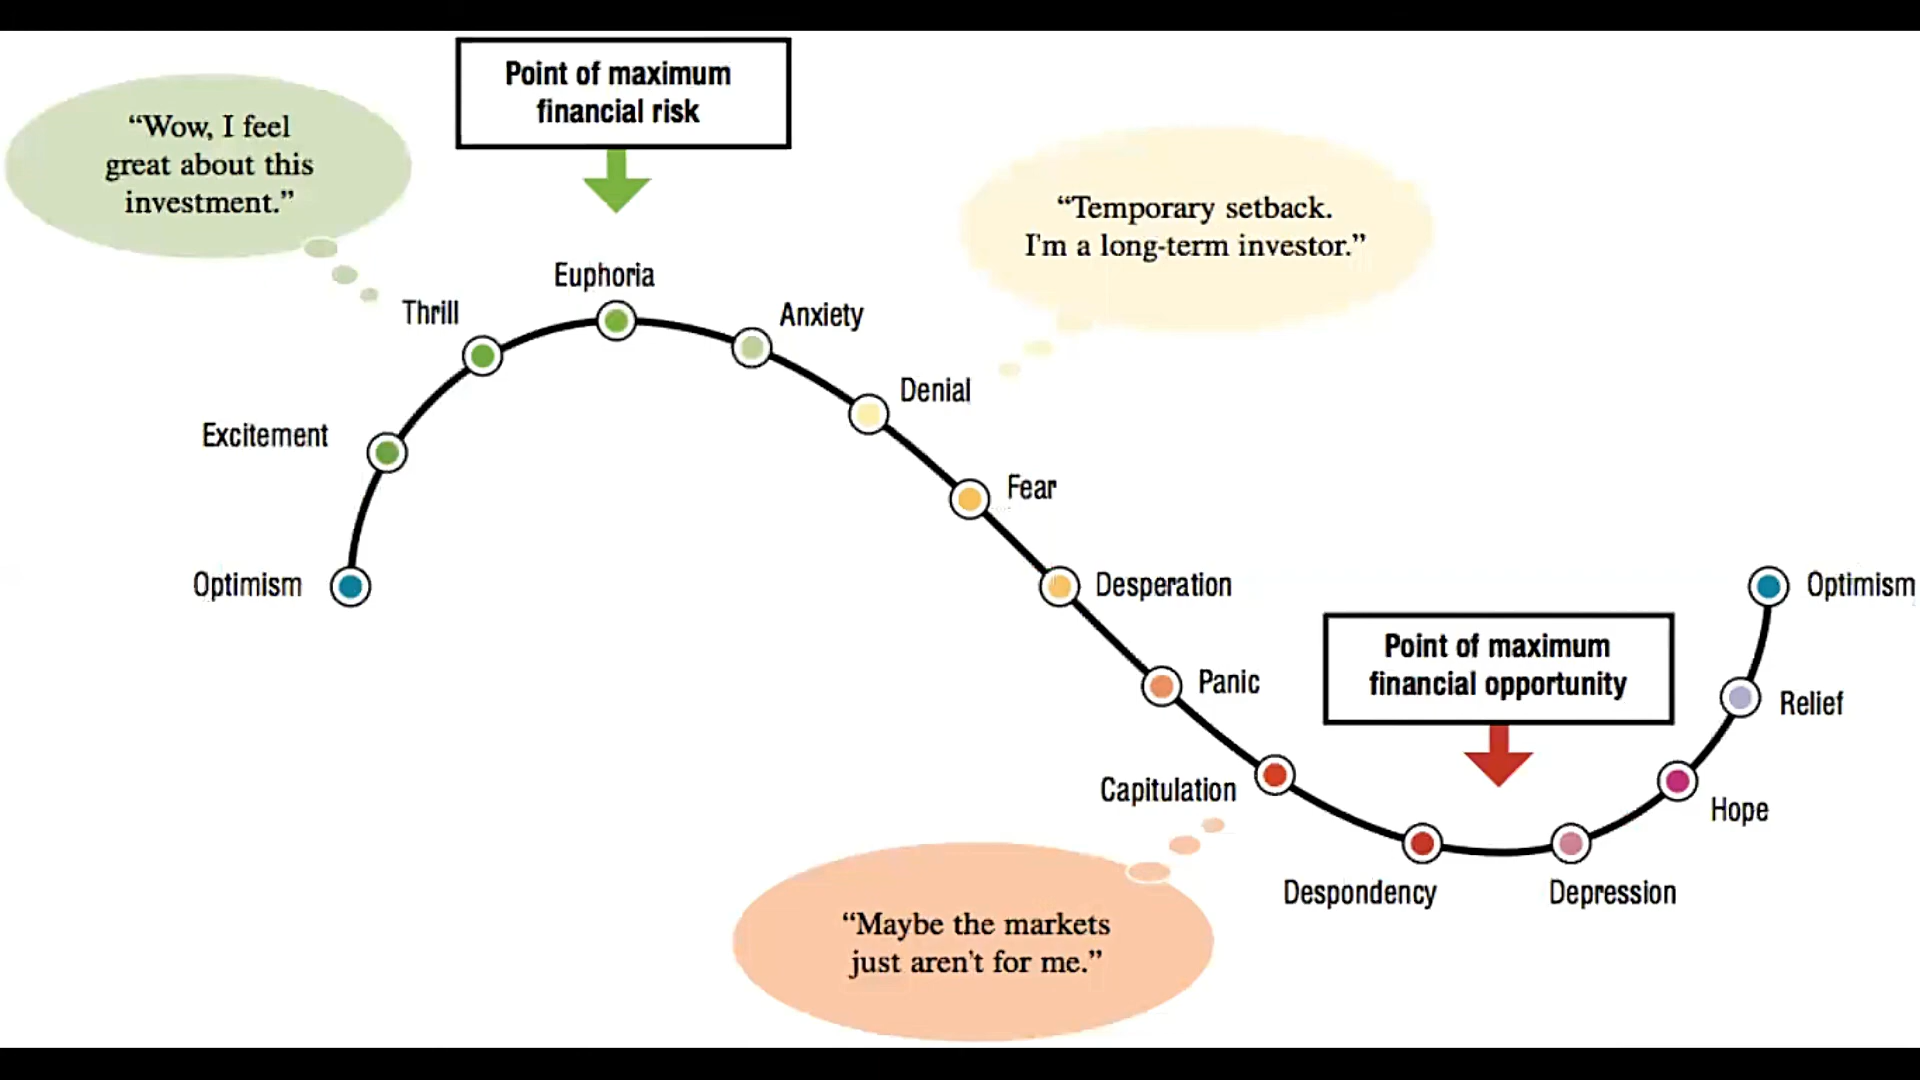 Point of maximum
financial risk
“Wow, I feel
great about this
investment.”
“Temporary setback.
I'm a long-term investor.”
Euphoria
Thrill
Anxiety
Denial
Excitement
Fear
Optimism
Desperation
Optimism
Point of maximum
financial opportunity
Panic
Relief
Capitulation
Hope
Despondency
Depression
“Maybe the markets
just aren't for me.”